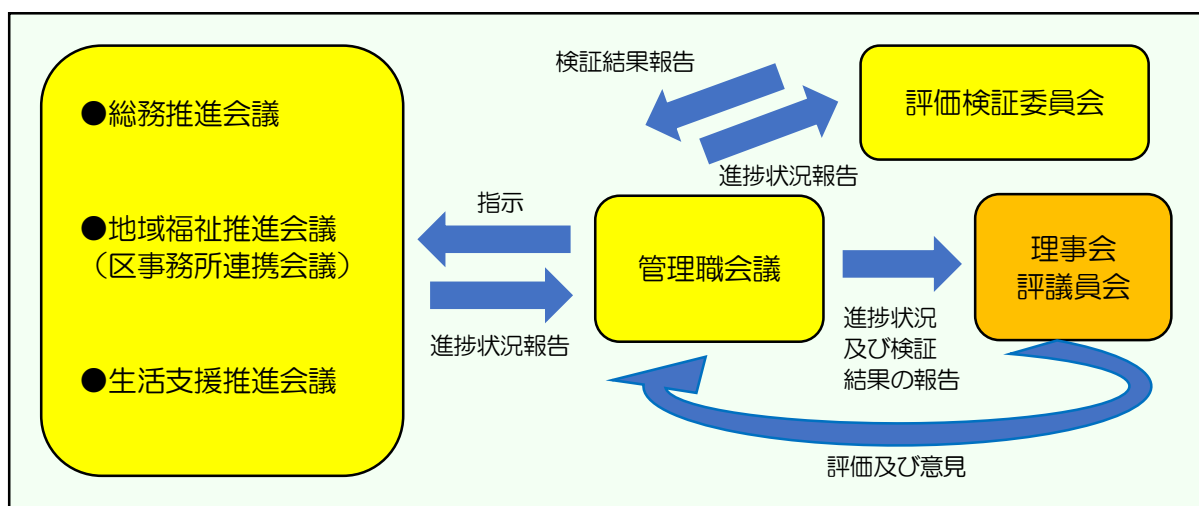 ●総務推進会議
●地域福祉推進会議
（区事務所連携会議）
●生活支援推進会議
指示
進捗状況報告
検証結果報告
進捗状況報告
評価検証委員会
管理職会議
進捗状況
及び検証
結果の報告
理事会
評議員会
評価及び意見